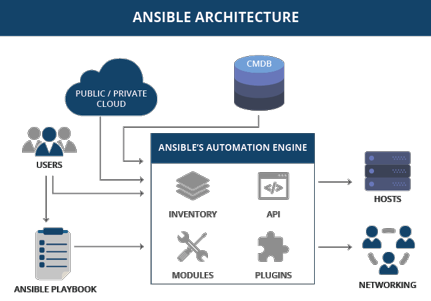 ANSIBLE ARCHITECTURE
CMDB
PUBLIC / PRIVATE
CLOUD
USERS
ANSIBLE'S AUTOMATION ENGINE
INVENTORY
API
HOSTS
MODULES
PLUGINS
ANSIBLE PLAYBOOK
NETWORKING